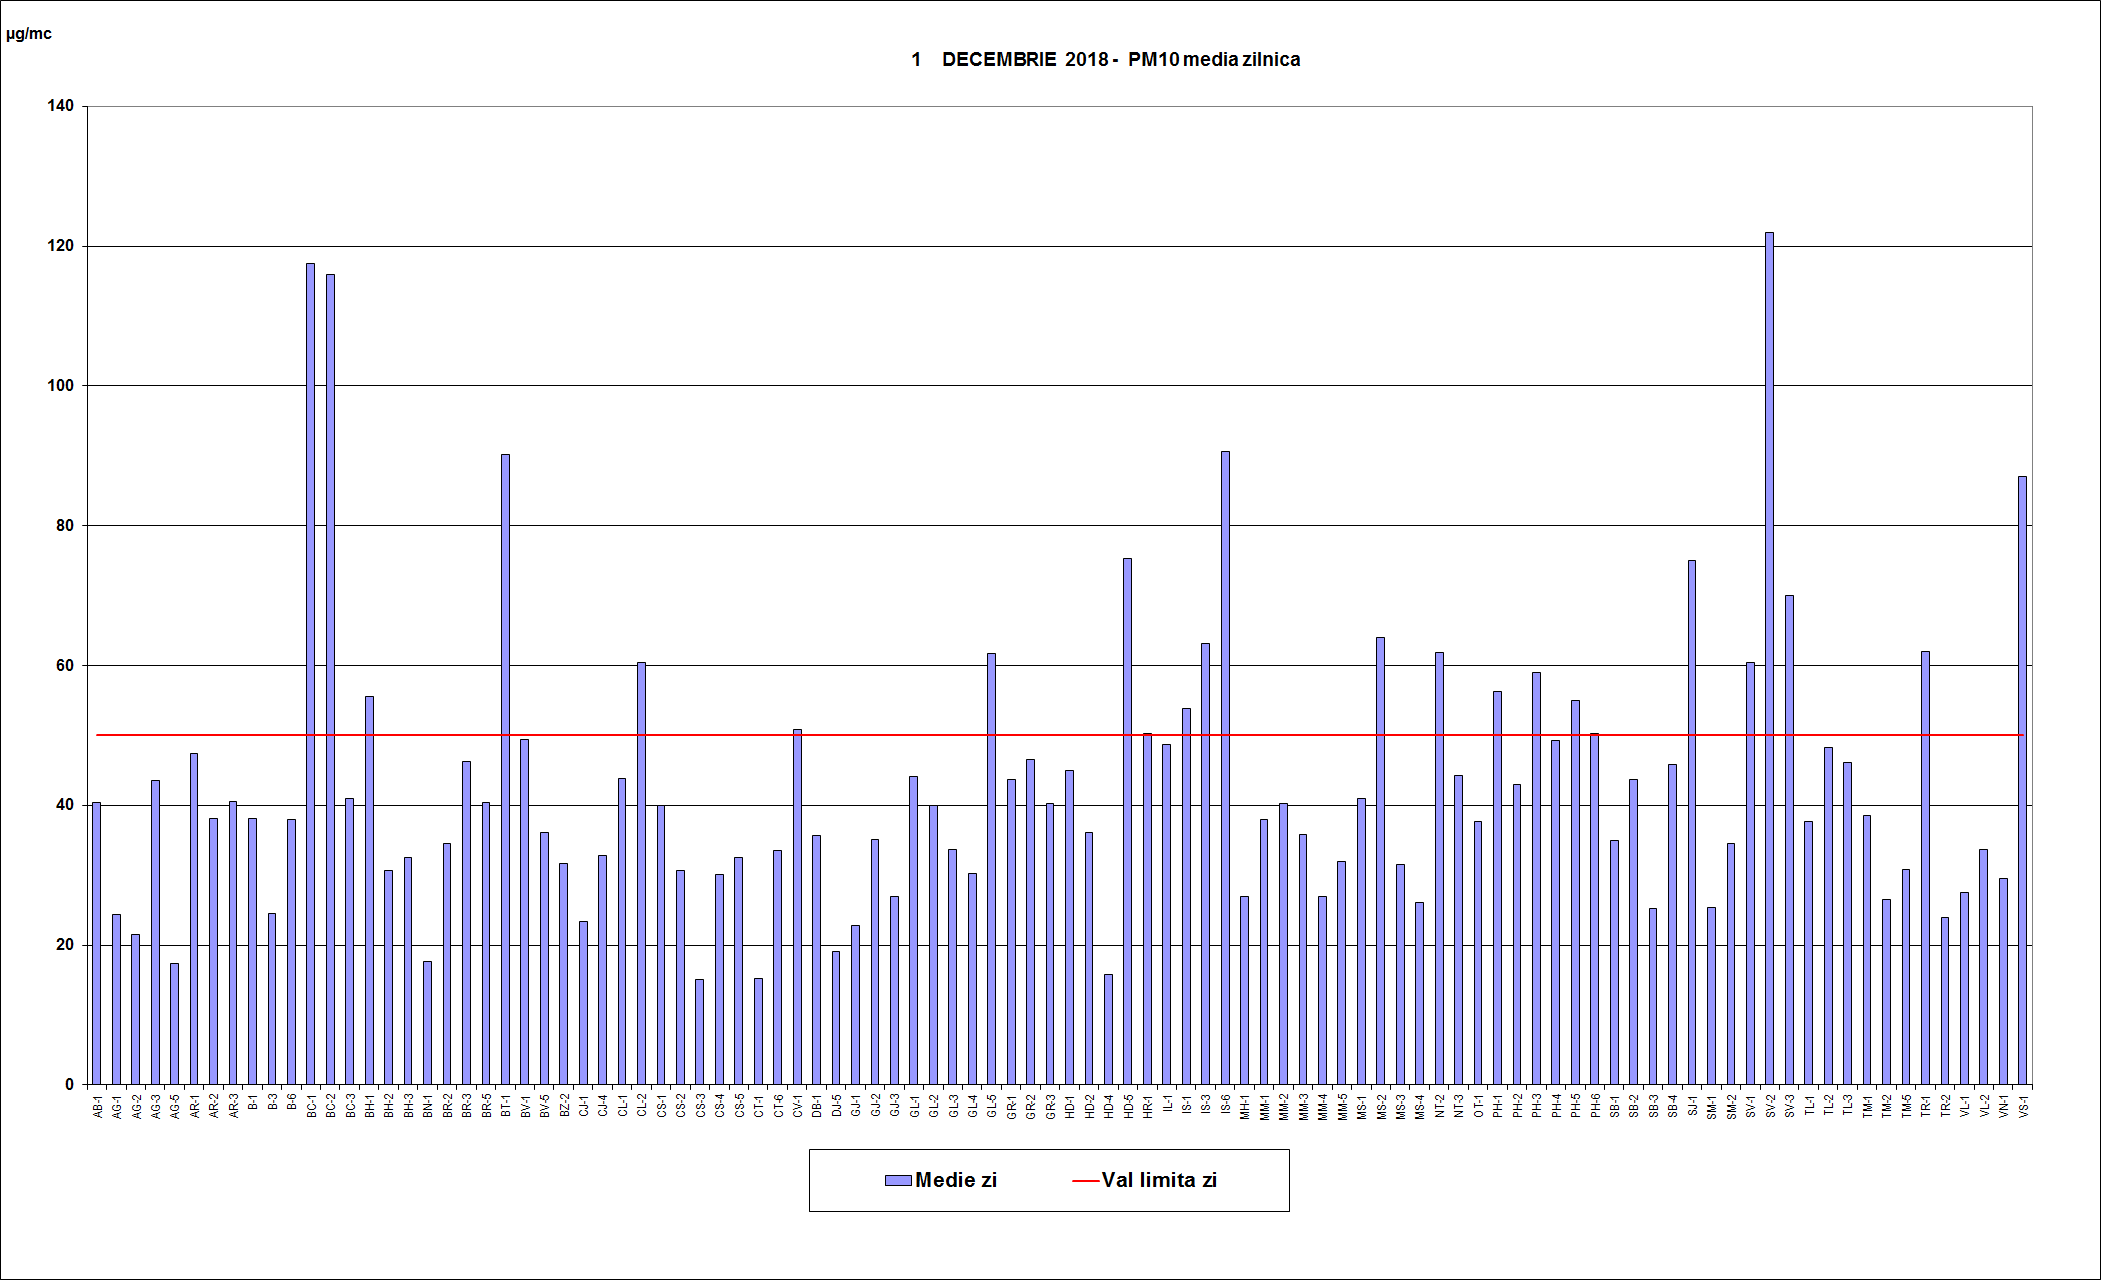 µg/mc
1 DECEMBRIE 2018 - PM10 media zilnica
140
120
100
80
60
40
20
0
AB-1 AG-1 AG-2 AG-3 AG-5 AR-1 AR-2 AR-3 B-1 B-3 B-6 BC-1 BC-2 BC-3 BH-1 BH-2 BH-3 BN-1 BR-2 BR-3 BR-5 BT-1 BV-1 BV-5 BZ-2 CJ-1 CJ-4 CL-1 CL-2 CS-1 CS-2 CS-3 CS-4 CS-5 CT-1 CT-6 CV-1 DB-1 DJ-5 GJ-1 GJ-2 GJ-3 GL-1 GL-2 GL-3 GL-4 GL-5 GR-1 GR-2 GR-3 HD-1 HD-2 HD-4 HD-5 HR-1 IL-1 IS-1 IS-3 IS-6 MH-1 MM-1 MM-2 MM-3 MM-4 MM-5 MS-1 MS-2 MS-3 MS-4 NT-2 NT-3 OT-1 PH-1 PH-2 PH-3 PH-4 PH-5 PH-6 SB-1 SB-2 SB-3 SB-4 SJ-1 SM-1 SM-2 SV-1 SV-2 SV-3 TL-1 TL-2 TL-3 TM-1 TM-2 TM-5 TR-1 TR-2 VL-1 VL-2 VN-1 VS-1
Medie zi Val limita zi